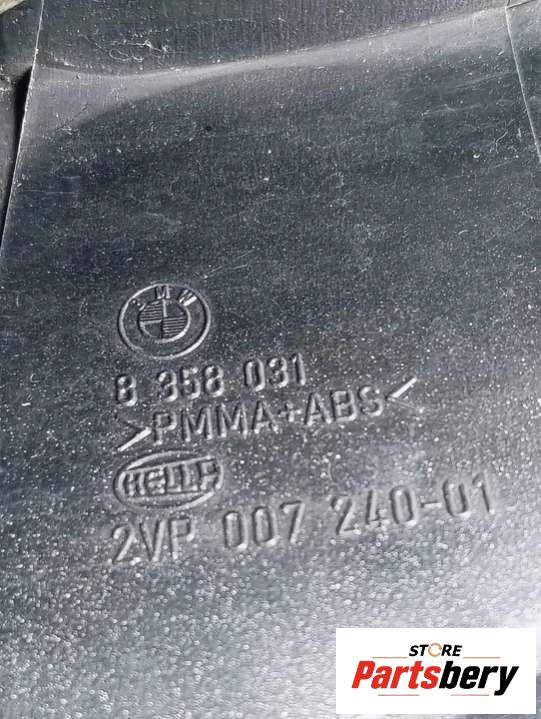 BMW
8 358 031
>PMMA+ABS<
HELLA
2VP 007 240-01
STORE
Partsbery